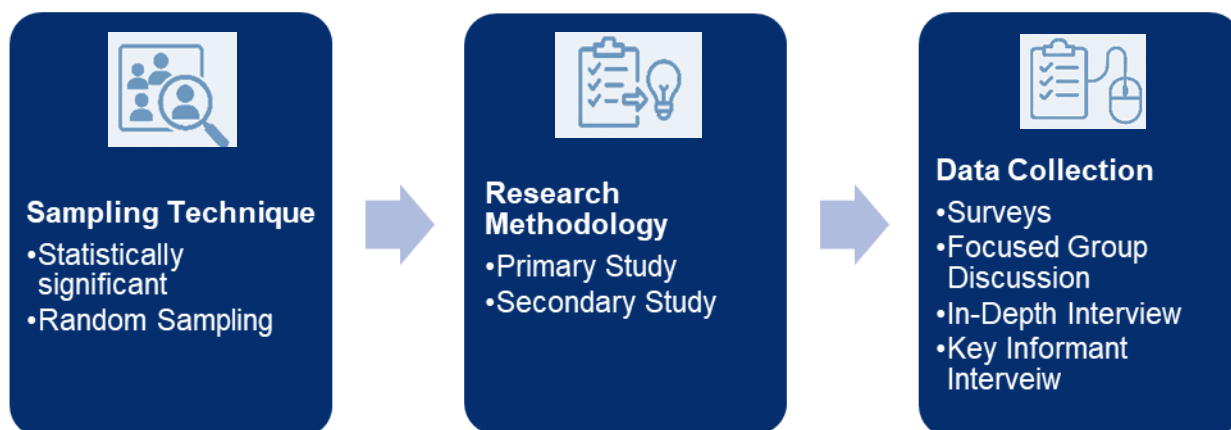 Sampling Technique
•Statistically
significant
•Random Sampling
Research
Methodology
•Primary Study
•Secondary Study
Data Collection
•Surveys
•Focused Group
Discussion
•In-Depth Interview
•Key Informant
Interveiw